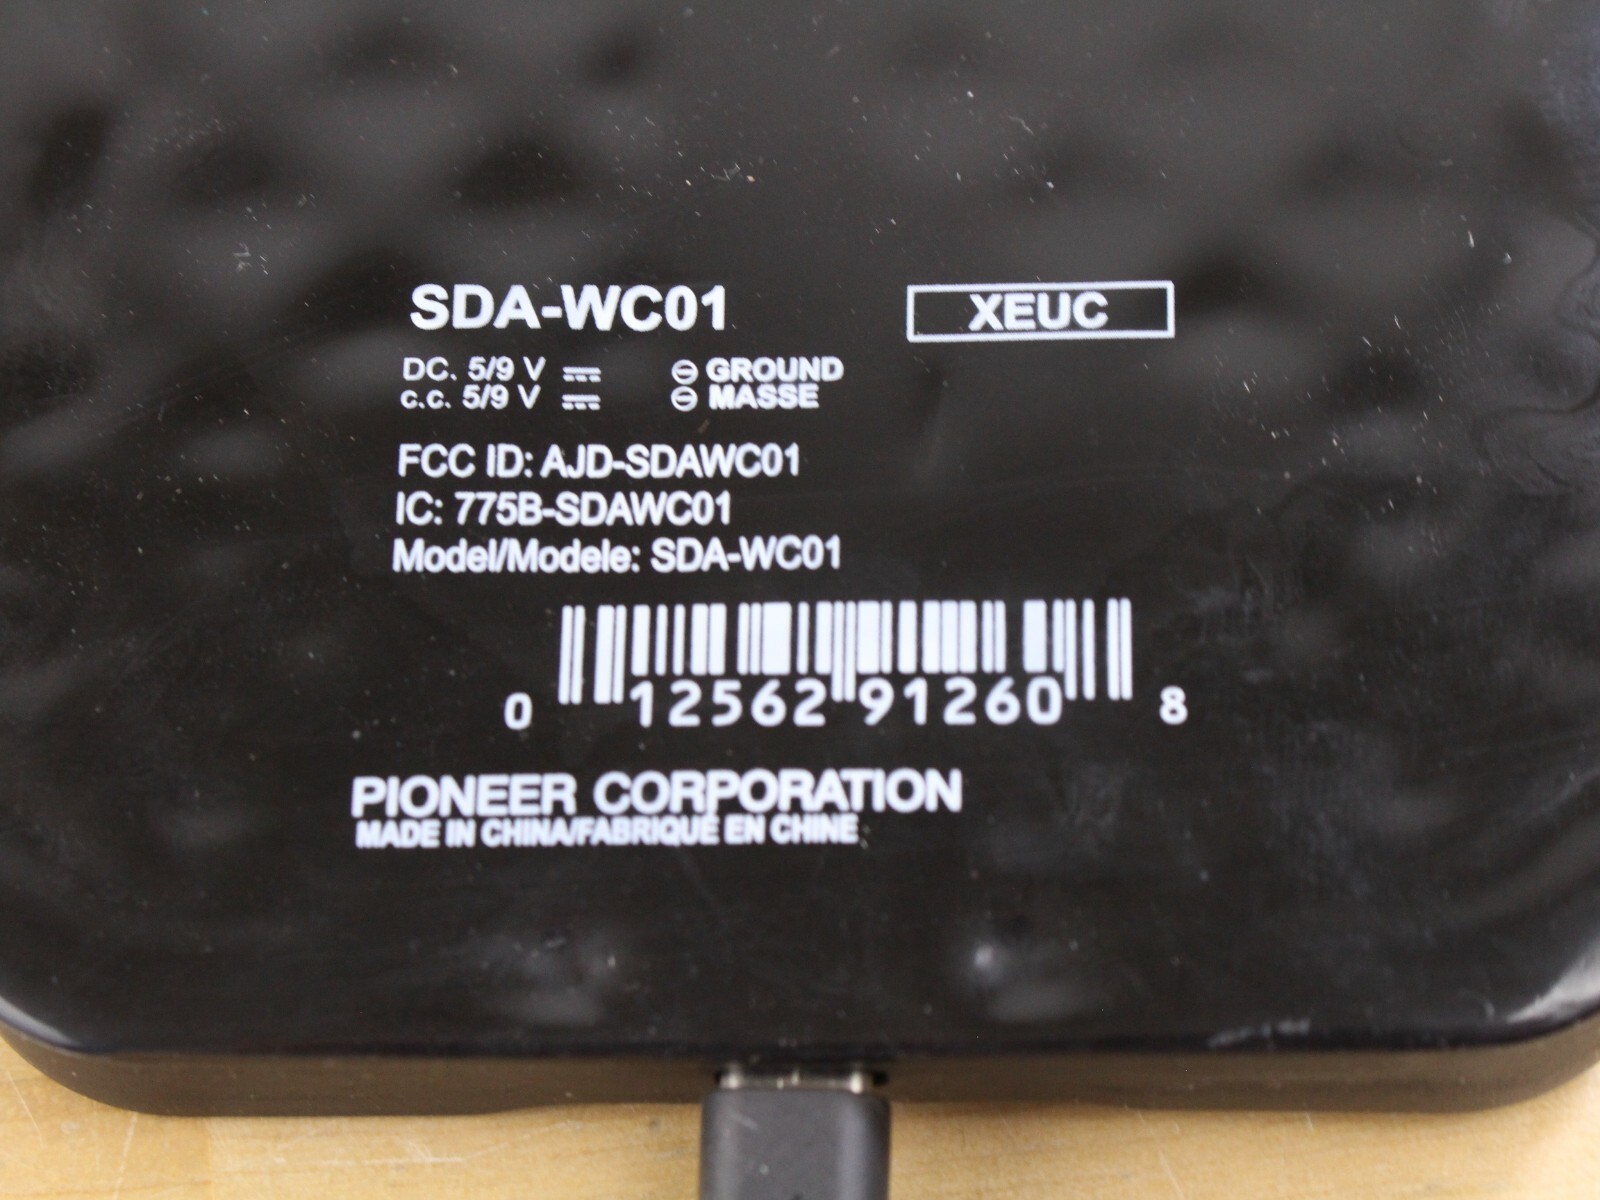 SDA-WC01
XEUC
DC. 5/9 V ⎓ ⊖ GROUND
c.c. 5/9 V ⎓ ⊖ MASSE
FCC ID: AJD-SDAWC01
IC: 775B-SDAWC01
Model/Modele: SDA-WC01
0 12562 91260 8
PIONEER CORPORATION
MADE IN CHINA/FABRIQUÉ EN CHINE